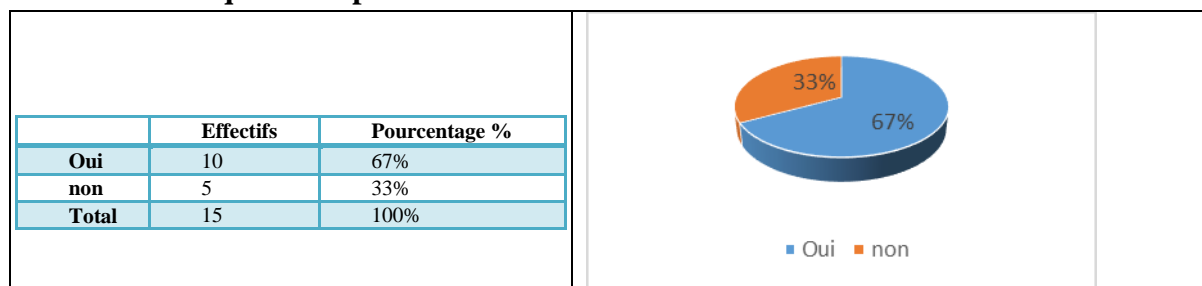 Effectifs Pourcentage %
Oui 10 67%
non 5 33%
Total 15 100%
33%
67%
Oui non